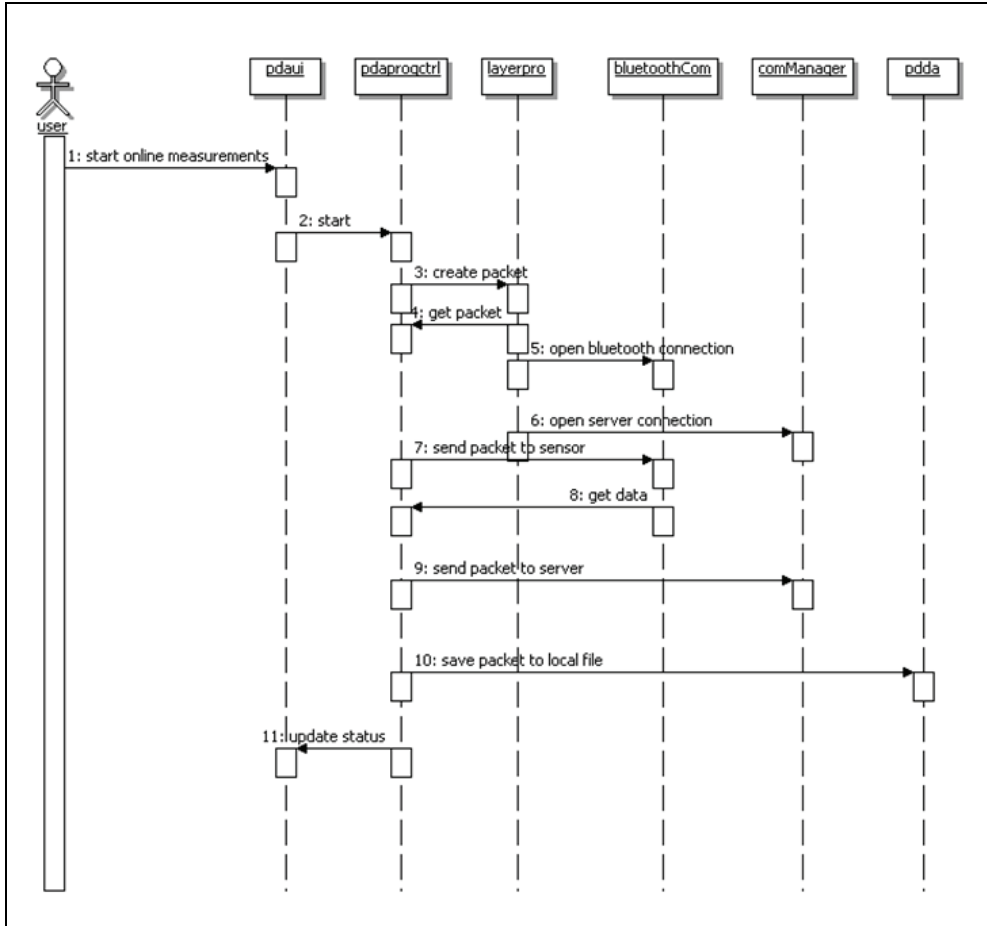 pdaui
pdaprogctrl
layerpro
bluetoothCom
comManager
pdda
user
1: start online measurements
2: start
3: create packet
4: get packet
5: open bluetooth connection
6: open server connection
7: send packet to sensor
8: get data
9: send packet to server
10: save packet to local file
11: update status